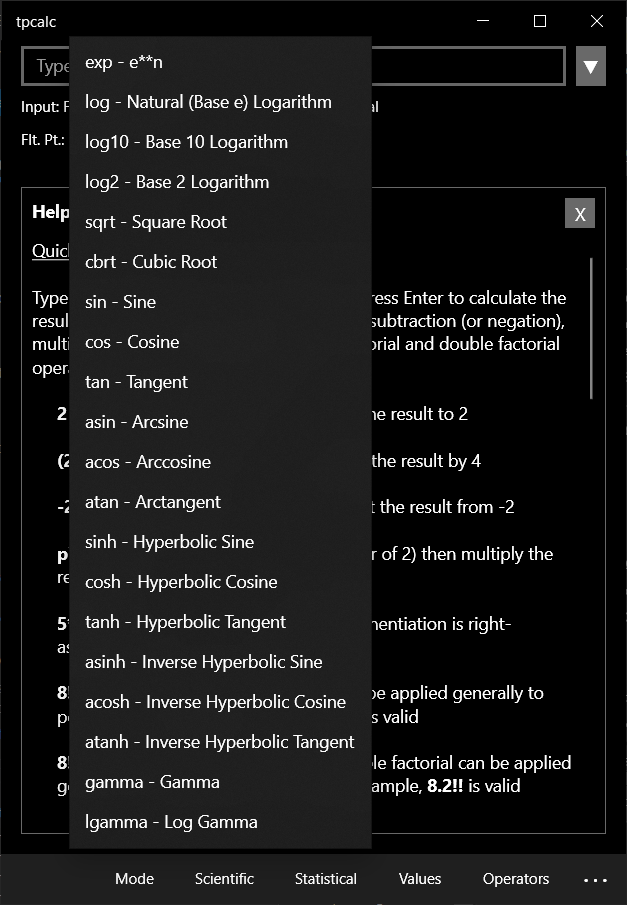 tpcalc
Type
Input: F
al
Flt. Pt.:
exp - e**n
log - Natural (Base e) Logarithm
log10 - Base 10 Logarithm
log2 - Base 2 Logarithm
sqrt - Square Root
cbrt - Cubic Root
sin - Sine
cos - Cosine
tan - Tangent
asin - Arcsine
acos - Arccosine
atan - Arctangent
sinh - Hyperbolic Sine
cosh - Hyperbolic Cosine
tanh - Hyperbolic Tangent
asinh - Inverse Hyperbolic Sine
acosh - Inverse Hyperbolic Cosine
atanh - Inverse Hyperbolic Tangent
gamma - Gamma
lgamma - Log Gamma
Help
X
Quic
Type ress Enter to calculate the
resul subtraction (or negation),
multi orial and double factorial
opera
2 he result to 2
(2 the result by 4
-2 t the result from -2
p r of 2) then multiply the
re
5* nentiation is right-
as
8! be applied generally to
po s valid
8! le factorial can be applied
ge ample, 8.2!! is valid
Mode Scientific Statistical Values Operators ...